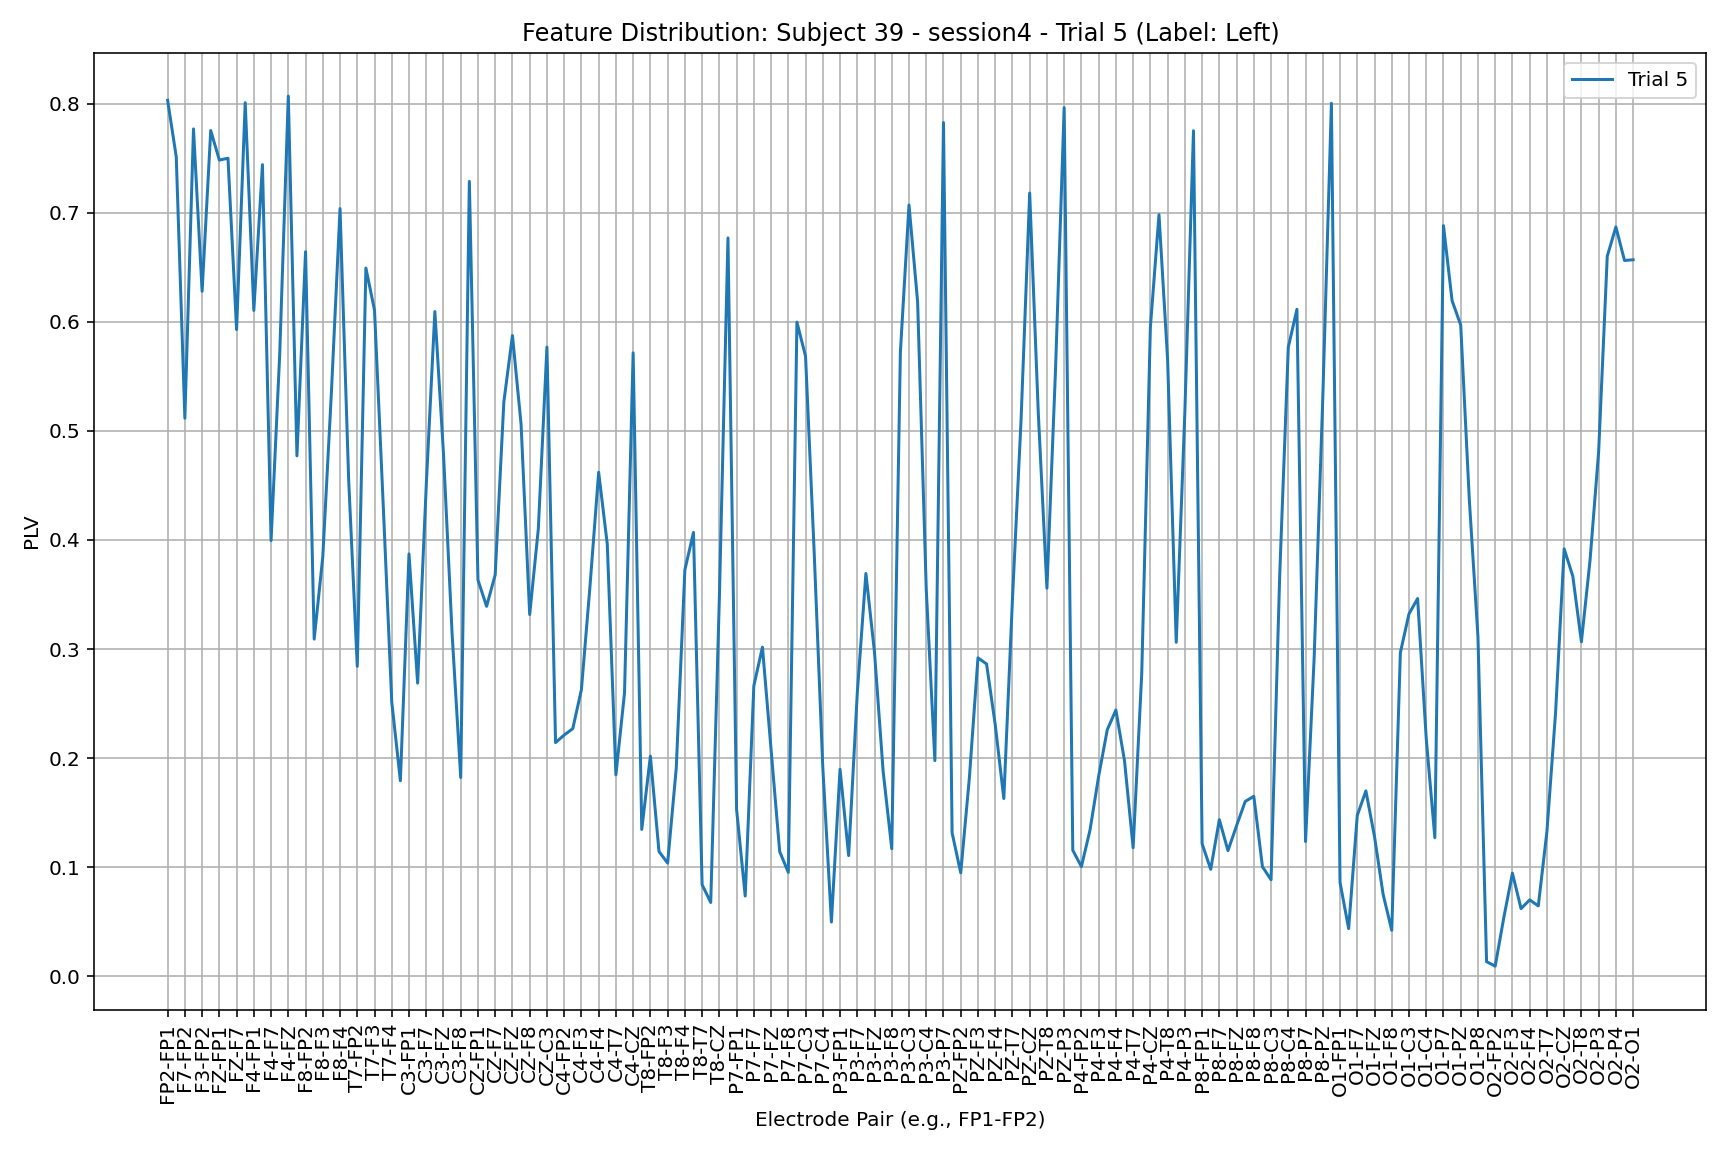 Feature Distribution: Subject 39 - session4 - Trial 5 (Label: Left)
Trial 5
PLV
0.8
0.7
0.6
0.5
0.4
0.3
0.2
0.1
0.0
FP2-FP1
F7-FP2
F3-FP2
FZ-FP1
FZ-F7
F4-FP1
F4-F7
F4-FZ
F8-FP2
F8-F3
F8-F4
T7-FP2
T7-F3
T7-F4
C3-FP1
C3-F7
C3-FZ
C3-F8
CZ-FP1
CZ-F7
CZ-FZ
CZ-F8
CZ-C3
C4-FP2
C4-F3
C4-F4
C4-T7
C4-CZ
T8-FP2
T8-F3
T8-F4
T8-T7
T8-CZ
P7-FP1
P7-F7
P7-FZ
P7-F8
P7-C3
P7-C4
P3-FP1
P3-F7
P3-FZ
P3-F8
P3-C3
P3-C4
P3-P7
PZ-FP2
PZ-F3
PZ-F4
PZ-T7
PZ-CZ
PZ-T8
PZ-P3
P4-FP2
P4-F3
P4-F4
P4-T7
P4-CZ
P4-T8
P4-P3
P8-FP1
P8-F7
P8-FZ
P8-F8
P8-C3
P8-C4
P8-P7
P8-PZ
O1-FP1
O1-F7
O1-FZ
O1-F8
O1-C3
O1-C4
O1-P7
O1-PZ
O1-P8
O2-FP2
O2-F3
O2-F4
O2-T7
O2-CZ
O2-T8
O2-P3
O2-P4
O2-O1
Electrode Pair (e.g., FP1-FP2)